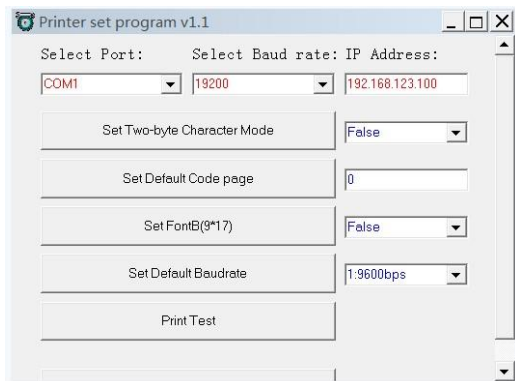 Printer set program v1.1
Select Port: Select Baud rate: IP Address:
COM1 19200 192.168.123.100
Set Two-byte Character Mode False
Set Default Code page 0
Set FontB(9*17) False
Set Default Baudrate 1:9600bps
Print Test